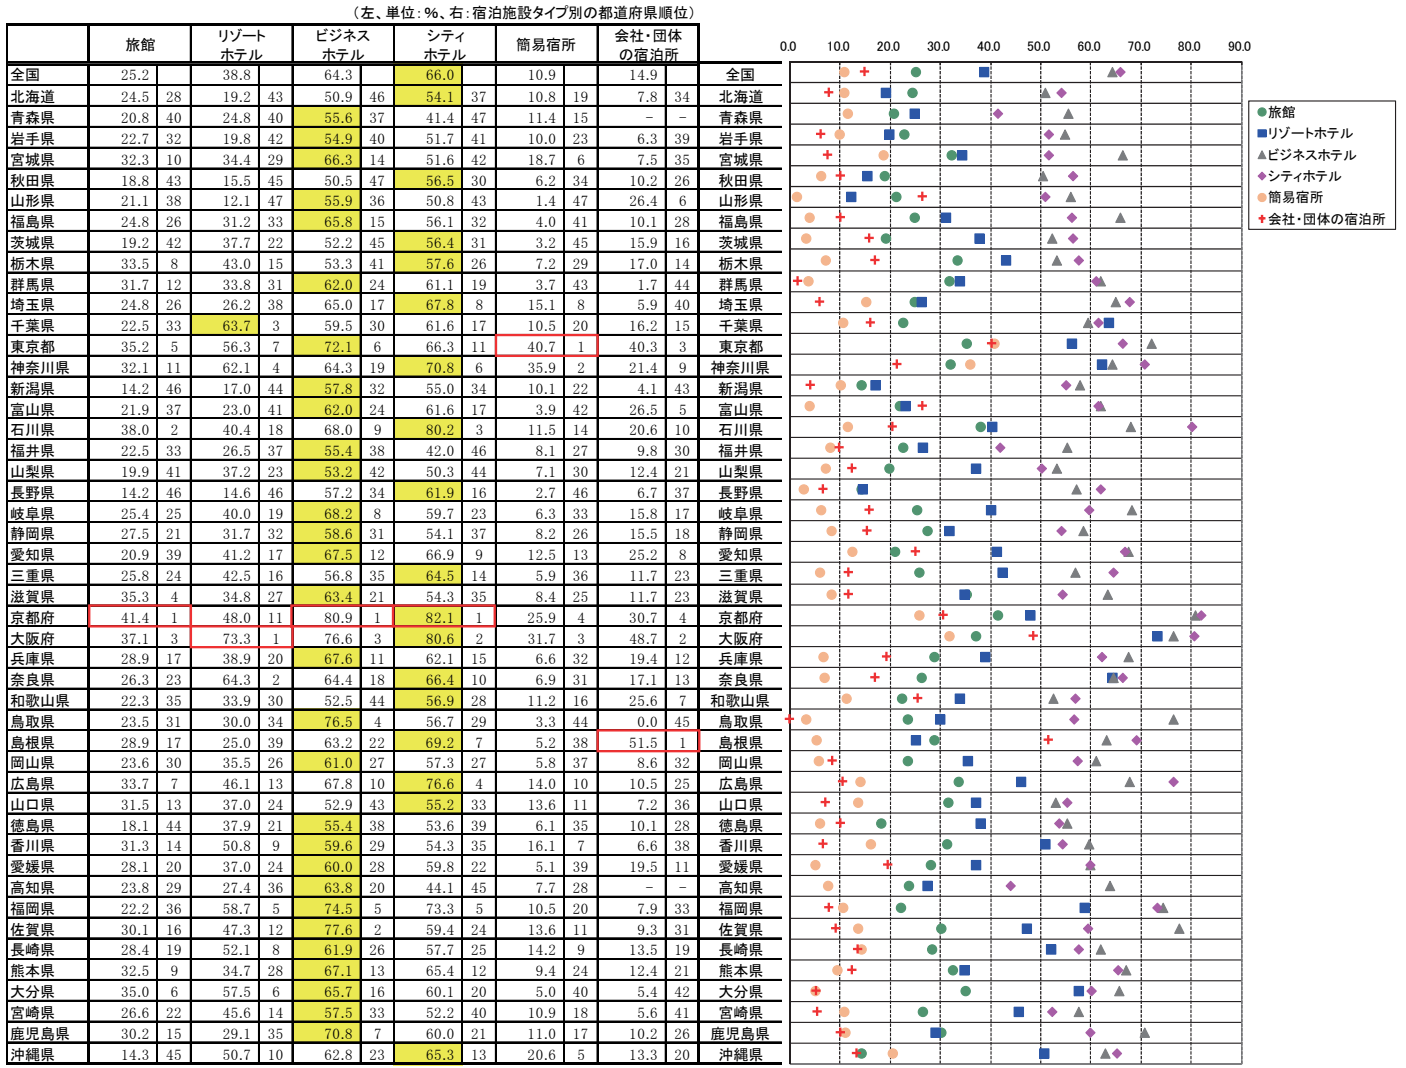 （左、単位：％、右：宿泊施設タイプ別の都道府県順位）
旅館 リゾートホテル ビジネスホテル シティホテル 簡易宿所 会社・団体の宿泊所
0.0 10.0 20.0 30.0 40.0 50.0 60.0 70.0 80.0 90.0
全国 25.2 38.8 64.3 66.0 10.9 14.9 全国
北海道 24.5 28 19.2 43 50.9 46 54.1 37 10.8 19 7.8 34 北海道
青森県 20.8 40 24.8 40 55.6 37 41.4 47 11.4 15 － － 青森県
岩手県 22.7 32 19.8 42 54.9 40 51.7 41 10.0 23 6.3 39 岩手県
宮城県 32.3 10 34.4 29 66.3 14 51.6 42 18.7 6 7.5 35 宮城県
秋田県 18.8 43 15.5 45 50.5 47 56.5 30 6.2 34 10.2 26 秋田県
山形県 21.1 38 12.1 47 55.9 36 50.8 43 1.4 47 26.4 6 山形県
福島県 24.8 26 31.2 33 65.8 15 56.1 32 4.0 41 10.1 28 福島県
茨城県 19.2 42 37.7 22 52.2 45 56.4 31 3.2 45 15.9 16 茨城県
栃木県 33.5 8 43.0 15 53.3 41 57.6 26 7.2 29 17.0 14 栃木県
群馬県 31.7 12 33.8 31 62.0 24 61.1 19 3.7 43 1.7 44 群馬県
埼玉県 24.8 26 26.2 38 65.0 17 67.8 8 15.1 8 5.9 40 埼玉県
千葉県 22.5 33 63.7 3 59.5 30 61.6 17 10.5 20 16.2 15 千葉県
東京都 35.2 5 56.3 7 72.1 6 66.3 11 40.7 1 40.3 3 東京都
神奈川県 32.1 11 62.1 4 64.3 19 70.8 6 35.9 2 21.4 9 神奈川県
新潟県 14.2 46 17.0 44 57.8 32 55.0 34 10.1 22 4.1 43 新潟県
富山県 21.9 37 23.0 41 62.0 24 61.6 17 3.9 42 26.5 5 富山県
石川県 38.0 2 40.4 18 68.0 9 80.2 3 11.5 14 20.6 10 石川県
福井県 22.5 33 26.5 37 55.4 38 42.0 46 8.1 27 9.8 30 福井県
山梨県 19.9 41 37.2 23 53.2 42 50.3 44 7.1 30 12.4 21 山梨県
長野県 14.2 46 14.6 46 57.2 34 61.9 16 2.7 46 6.7 37 長野県
岐阜県 25.4 25 40.0 19 68.2 8 59.7 23 6.3 33 15.8 17 岐阜県
静岡県 27.5 21 31.7 32 58.6 31 54.1 37 8.2 26 15.5 18 静岡県
愛知県 20.9 39 41.2 17 67.5 12 66.9 9 12.5 13 25.2 8 愛知県
三重県 25.8 24 42.5 16 56.8 35 64.5 14 5.9 36 11.7 23 三重県
滋賀県 35.3 4 34.8 27 63.4 21 54.3 35 8.4 25 11.7 23 滋賀県
京都府 41.4 1 48.0 11 80.9 1 82.1 1 25.9 4 30.7 4 京都府
大阪府 37.1 3 73.3 1 76.6 3 80.6 2 31.7 3 48.7 2 大阪府
兵庫県 28.9 17 38.9 20 67.6 11 62.1 15 6.6 32 19.4 12 兵庫県
奈良県 26.3 23 64.3 2 64.4 18 66.4 10 6.9 31 17.1 13 奈良県
和歌山県 22.3 35 33.9 30 52.5 44 56.9 28 11.2 16 25.6 7 和歌山県
鳥取県 23.5 31 30.0 34 76.5 4 56.7 29 3.3 44 0.0 45 鳥取県
島根県 28.9 17 25.0 39 63.2 22 69.2 7 5.2 38 51.5 1 島根県
岡山県 23.6 30 35.5 26 61.0 27 57.3 27 5.8 37 8.6 32 岡山県
広島県 33.7 7 46.1 13 67.8 10 76.6 4 14.0 10 10.5 25 広島県
山口県 31.5 13 37.0 24 52.9 43 55.2 33 13.6 11 7.2 36 山口県
徳島県 18.1 44 37.9 21 55.4 38 53.6 39 6.1 35 10.1 28 徳島県
香川県 31.3 14 50.8 9 59.6 29 54.3 35 16.1 7 6.6 38 香川県
愛媛県 28.1 20 37.0 24 60.0 28 59.8 22 5.1 39 19.5 11 愛媛県
高知県 23.8 29 27.4 36 63.8 20 44.1 45 7.7 28 － － 高知県
福岡県 22.2 36 58.7 5 74.5 5 73.3 5 10.5 20 7.9 33 福岡県
佐賀県 30.1 16 47.3 12 77.6 2 59.4 24 13.6 11 9.3 31 佐賀県
長崎県 28.4 19 52.1 8 61.9 26 57.7 25 14.2 9 13.5 19 長崎県
熊本県 32.5 9 34.7 28 67.1 13 65.4 12 9.4 24 12.4 21 熊本県
大分県 35.0 6 57.5 6 65.7 16 60.1 20 5.0 40 5.4 42 大分県
宮崎県 26.6 22 45.6 14 57.5 33 52.2 40 10.9 18 5.6 41 宮崎県
鹿児島県 30.2 15 29.1 35 70.8 7 60.0 21 11.0 17 10.2 26 鹿児島県
沖縄県 14.3 45 50.7 10 62.8 23 65.3 13 20.6 5 13.3 20 沖縄県
旅館
リゾートホテル
ビジネスホテル
シティホテル
簡易宿所
会社・団体の宿泊所